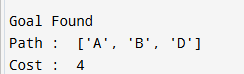 Goal Found
Path :  ['A', 'B', 'D']
Cost :  4